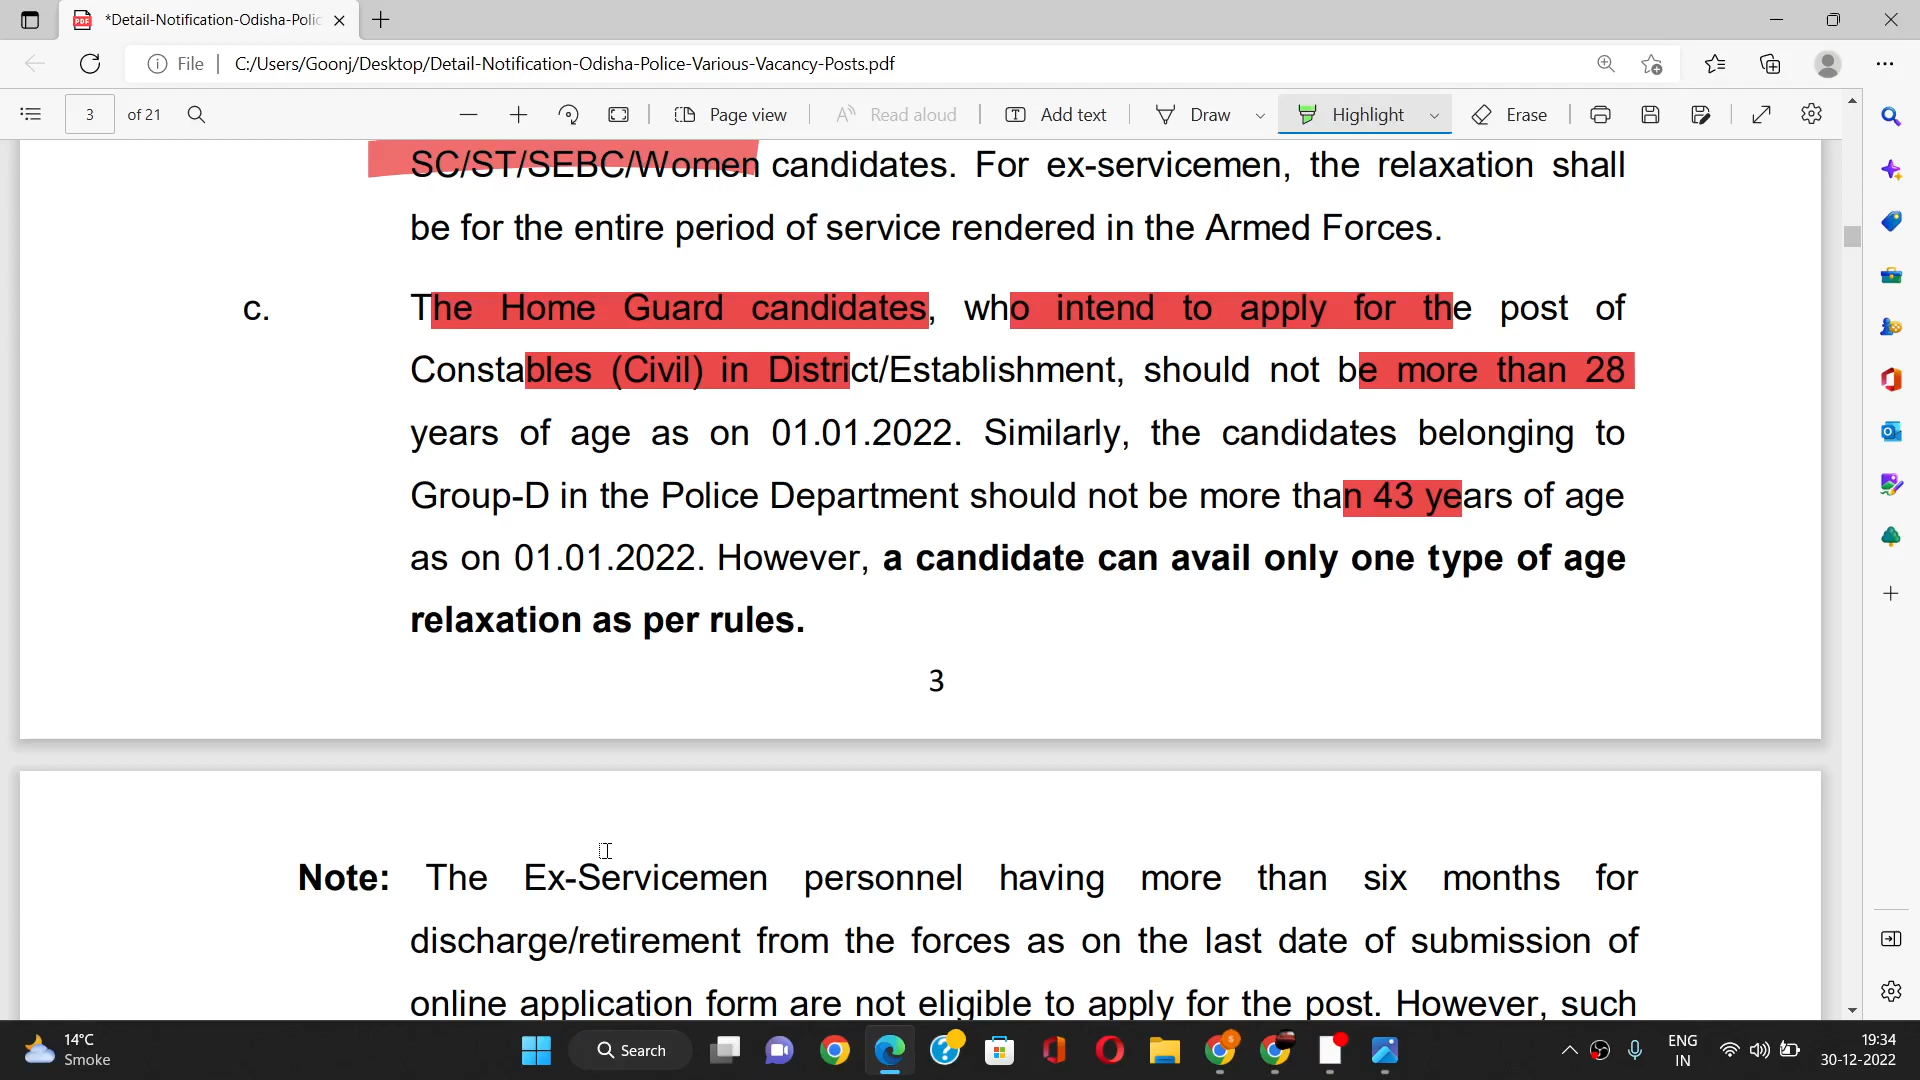 *Detail-Notification-Odisha-Polic
File
C:/Users/Goonj/Desktop/Detail-Notification-Odisha-Police-Various-Vacancy-Posts.pdf
3 of 21
Page view
Read aloud
Add text
Draw
Highlight
Erase
SC/ST/SEBC/Women candidates. For ex-servicemen, the relaxation shall
be for the entire period of service rendered in the Armed Forces.
c. The Home Guard candidates, who intend to apply for the post of
Constables (Civil) in District/Establishment, should not be more than 28
years of age as on 01.01.2022. Similarly, the candidates belonging to
Group-D in the Police Department should not be more than 43 years of age
as on 01.01.2022. However, a candidate can avail only one type of age
relaxation as per rules.
3
Note: The Ex-Servicemen personnel having more than six months for
discharge/retirement from the forces as on the last date of submission of
online application form are not eligible to apply for the post. However, such
14°C
Smoke
Search
ENG
IN
19:34
30-12-2022